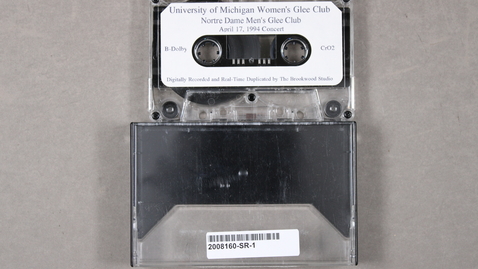 University of Michigan Women's Glee Club
Nortre Dame Men's Glee Club
April 17, 1994 Concert
B-Dolby
CrO2
Digitally Recorded and Real-Time Duplicated by The Brookwood Studio
2008160-SR-1